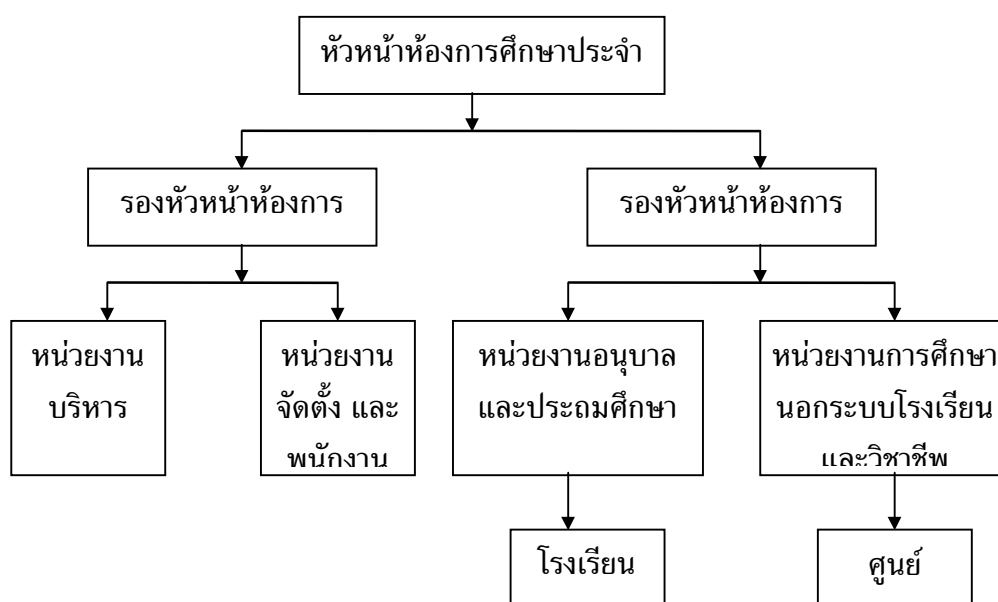 หัวหน้าห้องการศึกษาประจำ
รองหัวหน้าห้องการ
รองหัวหน้าห้องการ
หน่วยงาน
บริหาร
หน่วยงาน
จัดตั้ง และ
พนักงาน
หน่วยงานอนุบาล
และประถมศึกษา
หน่วยงานการศึกษา
นอกระบบโรงเรียน
และวิชาชีพ
โรงเรียน
ศูนย์